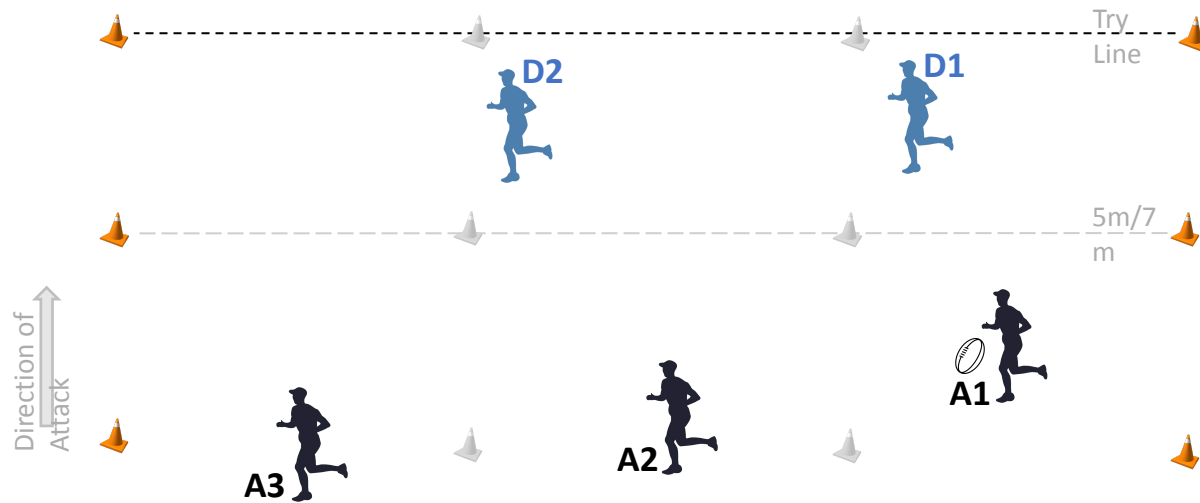 Try
Line
D2
D1
5m/7
m
Direction of
Attack
A1
A2
A3